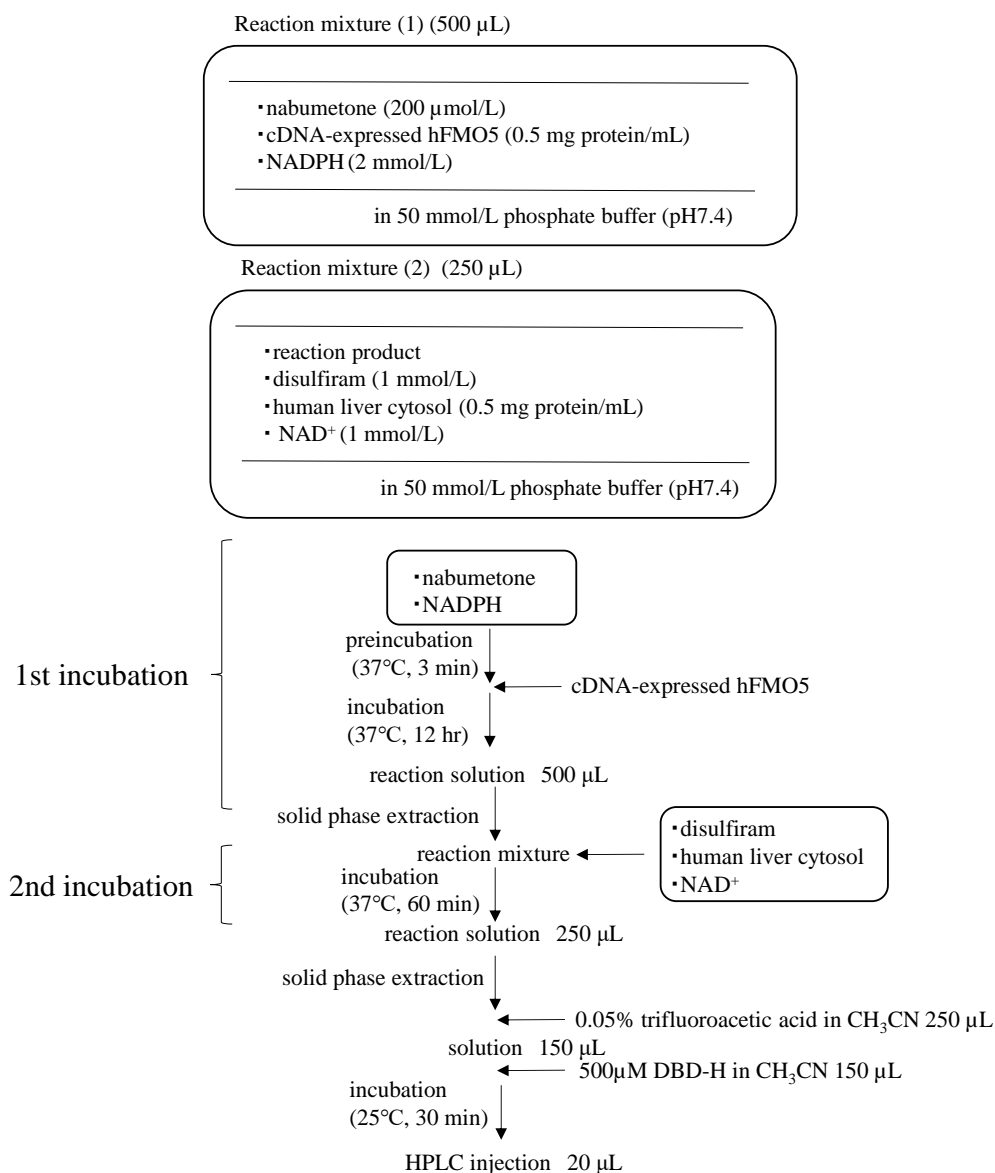 Reaction mixture (1) (500 µL)
・nabumetone (200 µmol/L)
・cDNA-expressed hFMO5 (0.5 mg protein/mL)
・NADPH (2 mmol/L)
in 50 mmol/L phosphate buffer (pH7.4)
Reaction mixture (2) (250 µL)
・reaction product
・disulfiram (1 mmol/L)
・human liver cytosol (0.5 mg protein/mL)
・ NAD⁺ (1 mmol/L)
in 50 mmol/L phosphate buffer (pH7.4)
1st incubation
・nabumetone
・NADPH
preincubation
(37℃, 3 min)
cDNA-expressed hFMO5
incubation
(37℃, 12 hr)
reaction solution 500 µL
solid phase extraction
reaction mixture
・disulfiram
・human liver cytosol
・NAD⁺
2nd incubation
incubation
(37℃, 60 min)
reaction solution 250 µL
solid phase extraction
0.05% trifluoroacetic acid in CH₃CN 250 µL
solution 150 µL
500µM DBD-H in CH₃CN 150 µL
incubation
(25℃, 30 min)
HPLC injection 20 µL